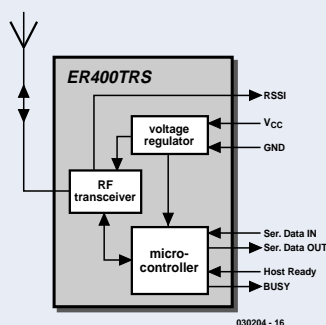 ER400TRS
RSSI
voltage
regulator
VCC
GND
RF
transceiver
micro-
controller
Ser. Data IN
Ser. Data OUT
Host Ready
BUSY
030204 - 16